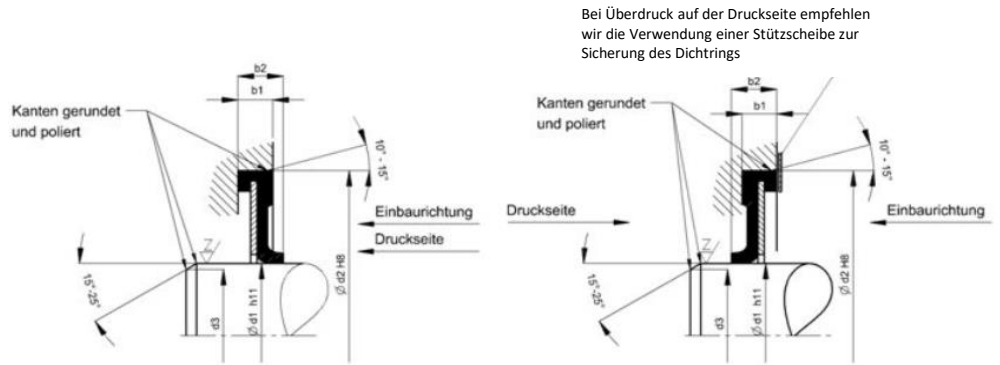 Bei Überdruck auf der Druckseite empfehlen
wir die Verwendung einer Stützscheibe zur
Sicherung des Dichtrings
b2
b1
Kanten gerundet
und poliert
10° - 15°
Einbaurichtung
Druckseite
Z
15°-25°
d3
Ø d1 h11
Ø d2 H8
b2
b1
Kanten gerundet
und poliert
10° - 15°
Druckseite
Einbaurichtung
Z
15°-25°
d3
Ø d1 h11
Ø d2 H8